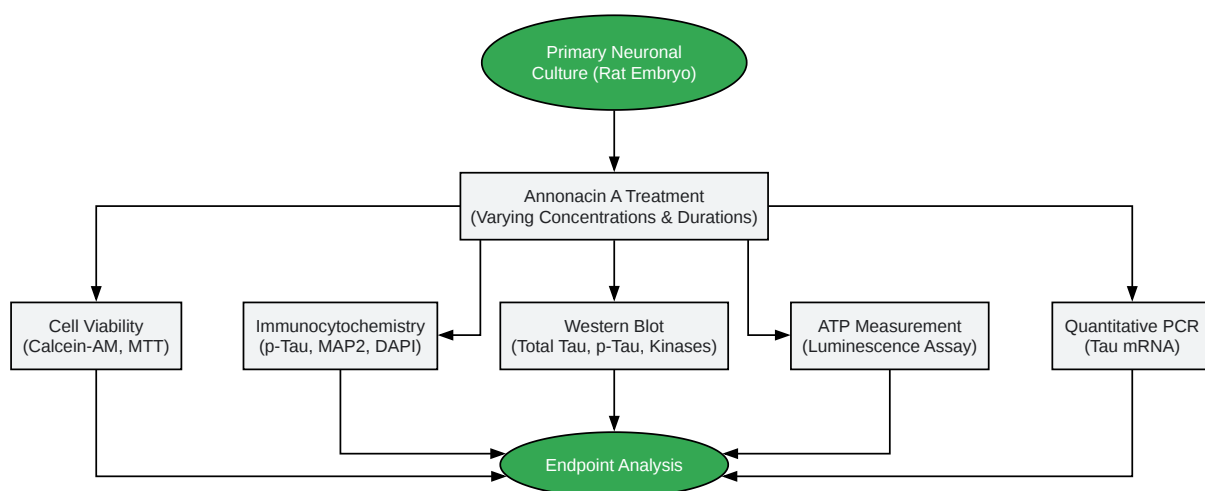 Primary Neuronal
Culture (Rat Embryo)
Annonacin A Treatment
(Varying Concentrations & Durations)
Cell Viability
(Calcein-AM, MTT)
Immunocytochemistry
(p-Tau, MAP2, DAPI)
Western Blot
(Total Tau, p-Tau, Kinases)
ATP Measurement
(Luminescence Assay)
Quantitative PCR
(Tau mRNA)
Endpoint Analysis